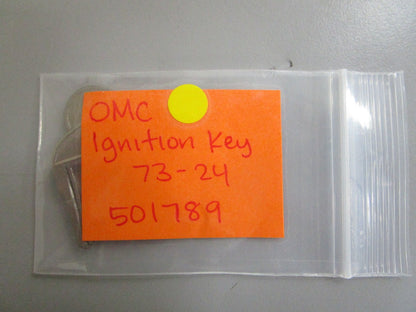 OMC
Ignition Key
73-24
501789